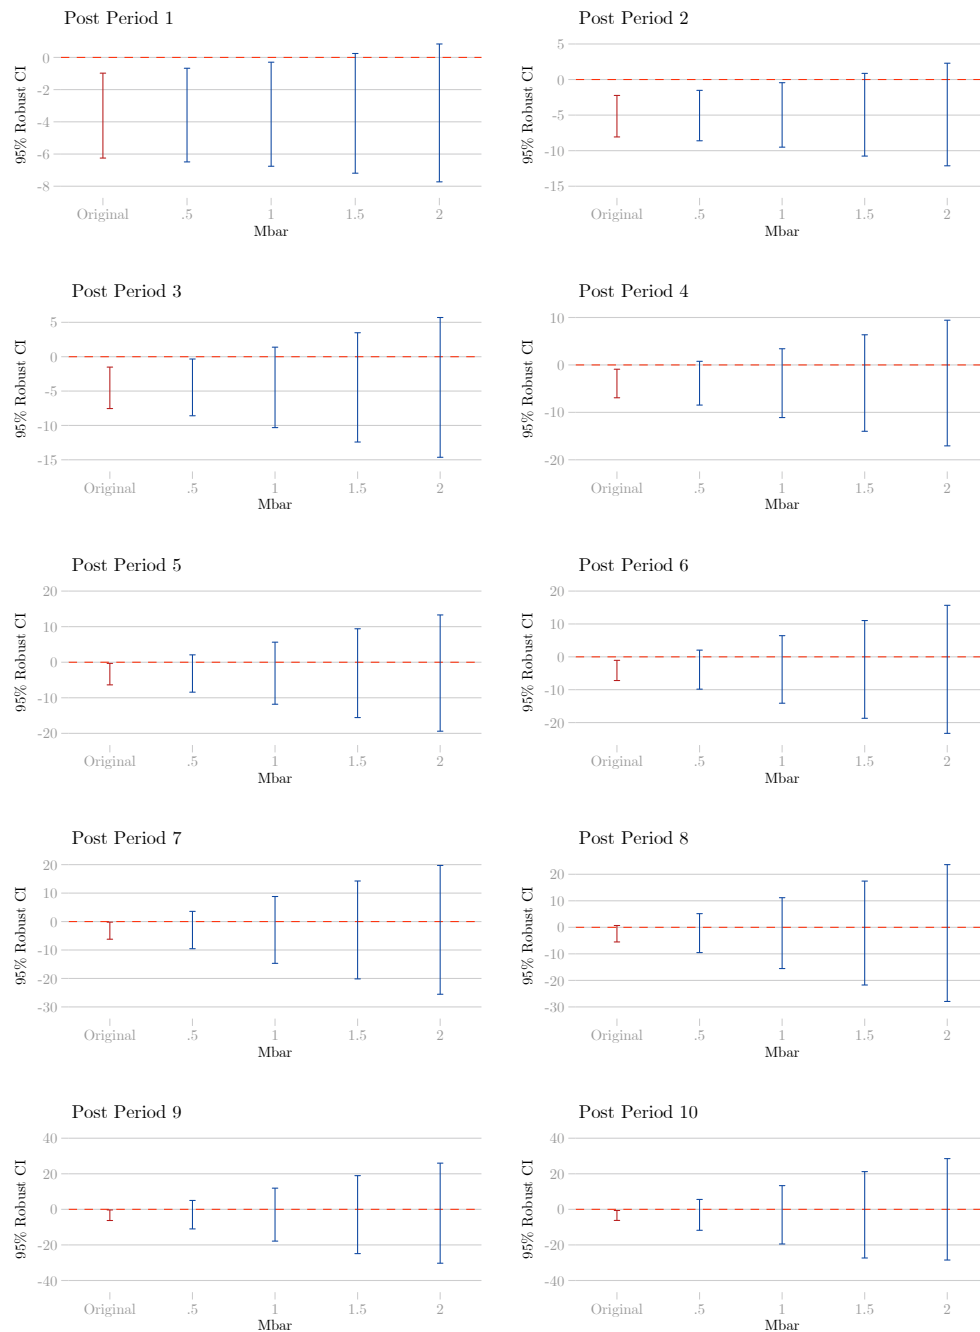 Post Period 1
95% Robust CI
0
-2
-4
-6
-8
Original .5 1 1.5 2
Mbar
Post Period 2
95% Robust CI
5
0
-5
-10
-15
Original .5 1 1.5 2
Mbar
Post Period 3
95% Robust CI
5
0
-5
-10
-15
Original .5 1 1.5 2
Mbar
Post Period 4
95% Robust CI
10
0
-10
-20
Original .5 1 1.5 2
Mbar
Post Period 5
95% Robust CI
20
10
0
-10
-20
Original .5 1 1.5 2
Mbar
Post Period 6
95% Robust CI
20
10
0
-10
-20
Original .5 1 1.5 2
Mbar
Post Period 7
95% Robust CI
20
10
0
-10
-20
-30
Original .5 1 1.5 2
Mbar
Post Period 8
95% Robust CI
20
10
0
-10
-20
-30
Original .5 1 1.5 2
Mbar
Post Period 9
95% Robust CI
40
20
0
-20
-40
Original .5 1 1.5 2
Mbar
Post Period 10
95% Robust CI
40
20
0
-20
-40
Original .5 1 1.5 2
Mbar